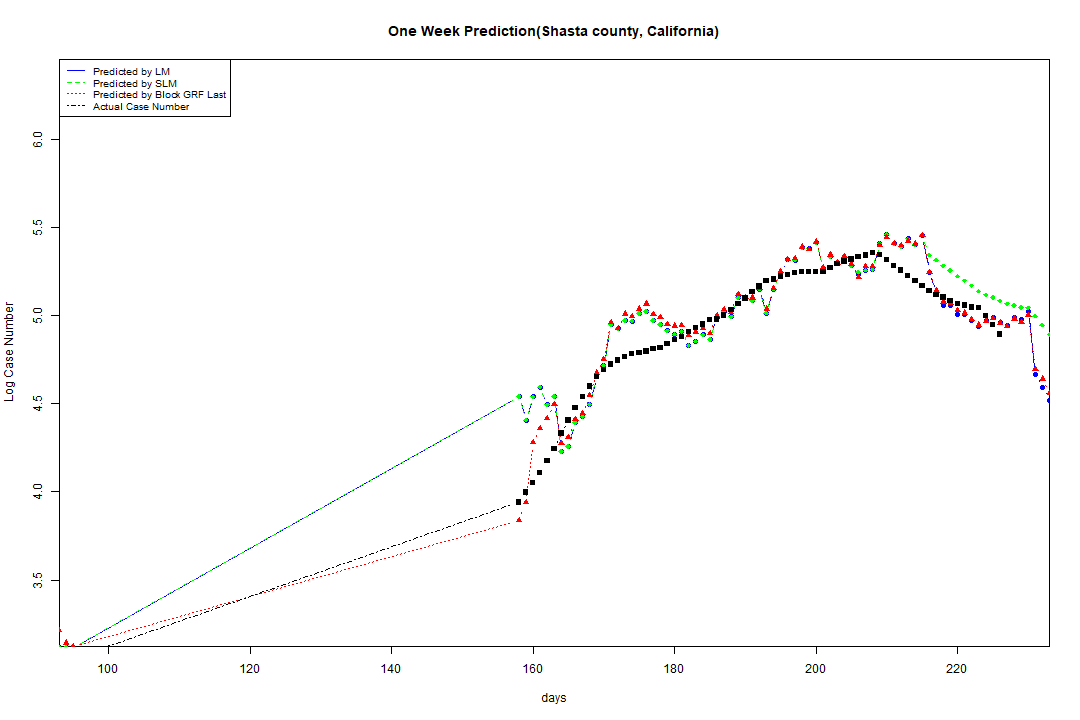 One Week Prediction(Shasta county, California)
Predicted by LM
Predicted by SLM
Predicted by Block GRF Last
Actual Case Number
6.0
5.5
5.0
4.5
4.0
3.5
Log Case Number
100 120 140 160 180 200 220
days